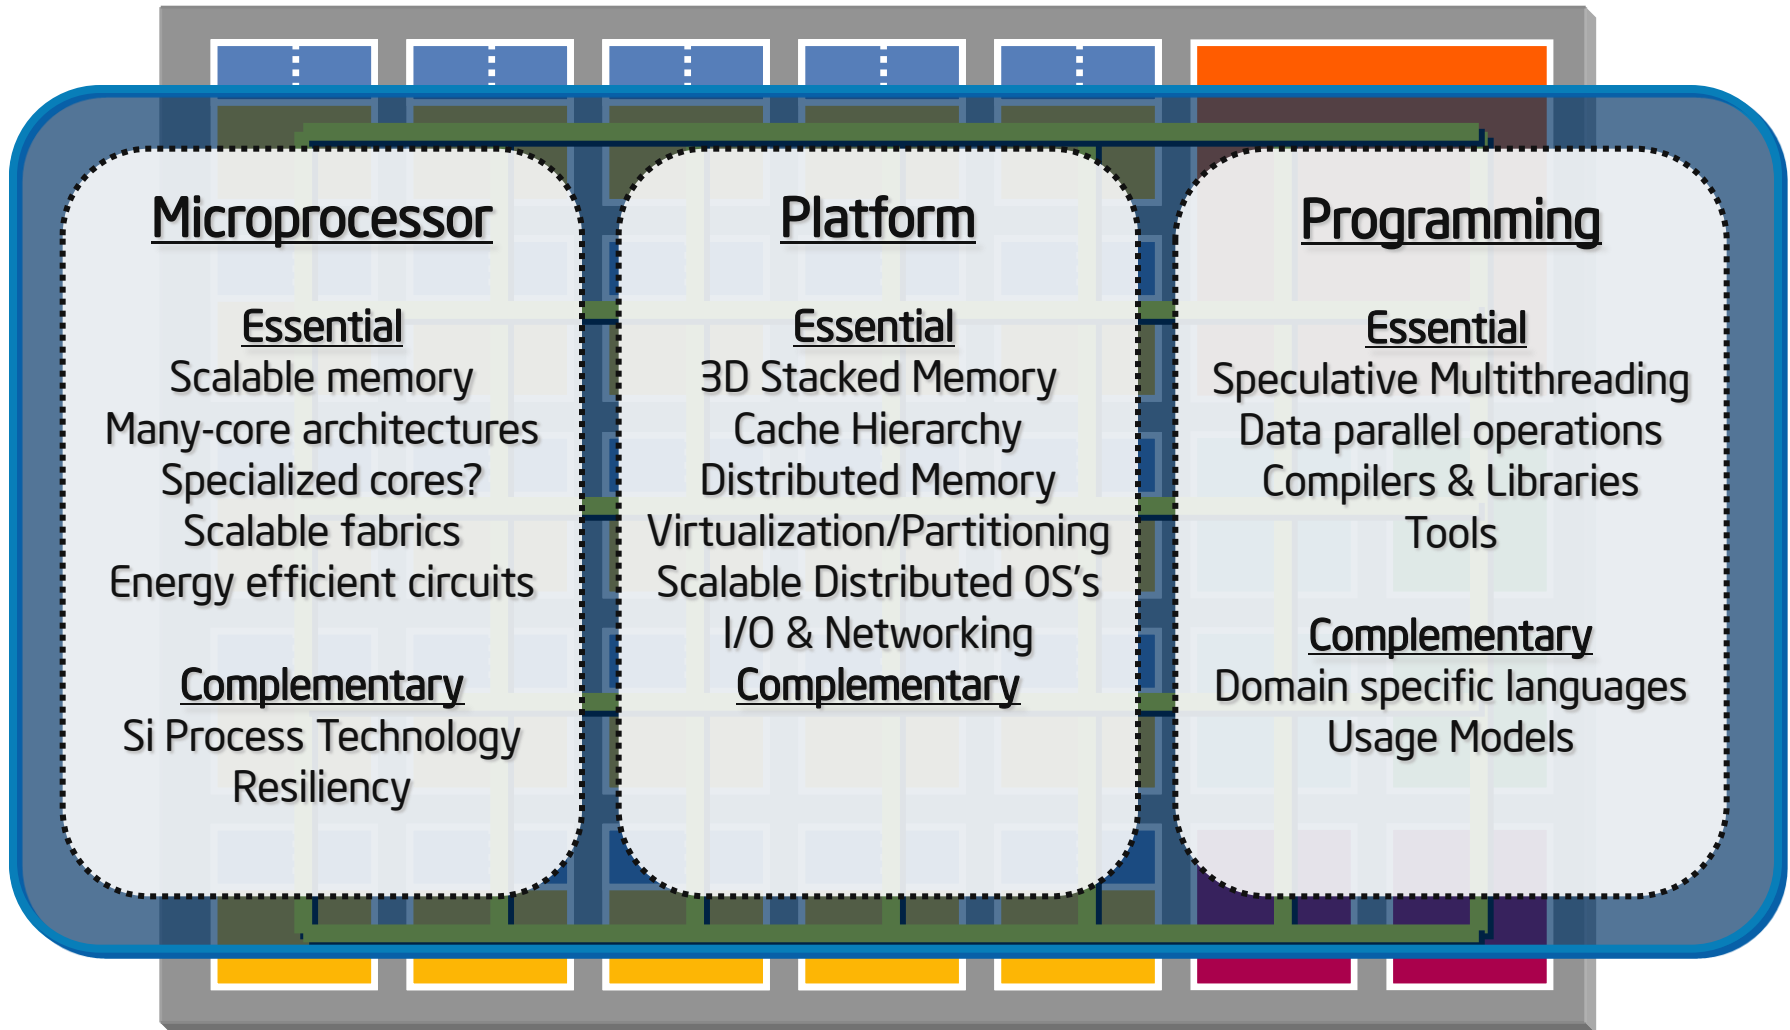 Microprocessor
Essential
Scalable memory
Many-core architectures
Specialized cores?
Scalable fabrics
Energy efficient circuits
Complementary
Si Process Technology
Resiliency
Platform
Essential
3D Stacked Memory
Cache Hierarchy
Distributed Memory
Virtualization/Partitioning
Scalable Distributed OS's
I/O & Networking
Complementary
Programming
Essential
Speculative Multithreading
Data parallel operations
Compilers & Libraries
Tools
Complementary
Domain specific languages
Usage Models